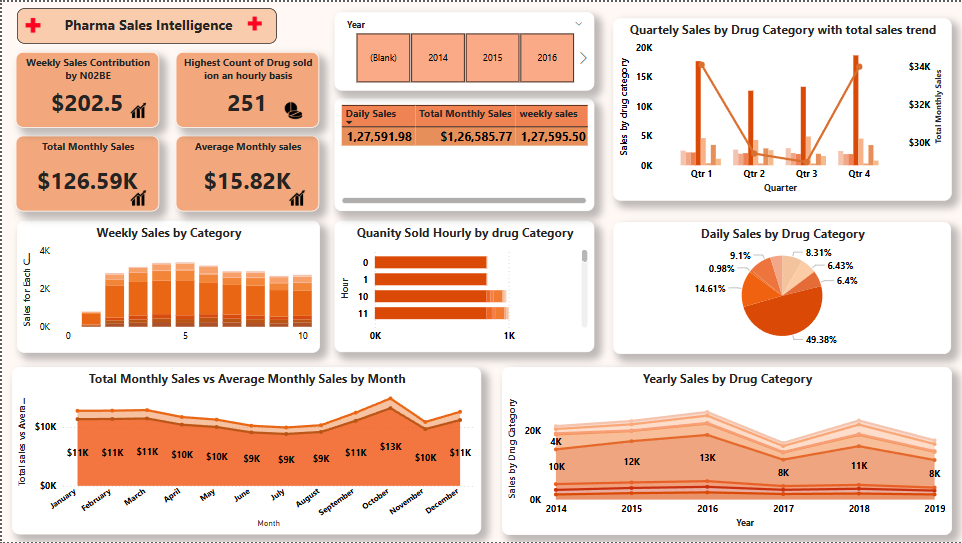 Pharma Sales Intelligence
Weekly Sales Contribution
by N02BE
$202.5
Highest Count of Drug sold
ion an hourly basis
251
Total Monthly Sales
$126.59K
Average Monthly sales
$15.82K
Year
(Blank)
2014
2015
2016
Daily Sales Total Monthly Sales weekly sales
1,27,591.98 $1,26,585.77 1,27,595.50
Quartely Sales by Drug Category with total sales trend
Sales by drug category
20K
15K
10K
5K
0K
$34K
$32K
$30K
Total Monthly Sales
Qtr 1 Qtr 2 Qtr 3 Qtr 4
Quarter
Weekly Sales by Category
Sales for Each C...
4K
2K
0K
0 5 10
Quanity Sold Hourly by drug Category
Hour
0
1
10
11
0K 1K
Daily Sales by Drug Category
9.1%
8.31%
0.98%
6.43%
14.61%
6.4%
49.38%
Total Monthly Sales vs Average Monthly Sales by Month
Total sales vs Avera...
$10K
$0K
$11K $11K $11K $10K $10K $9K $9K $9K $11K $13K $10K $11K
January February March April May June July August September October November December
Month
Yearly Sales by Drug Category
Sales by Drug Category
20K
0K
4K
10K 12K 13K 8K 11K 8K
2014 2015 2016 2017 2018 2019
Year